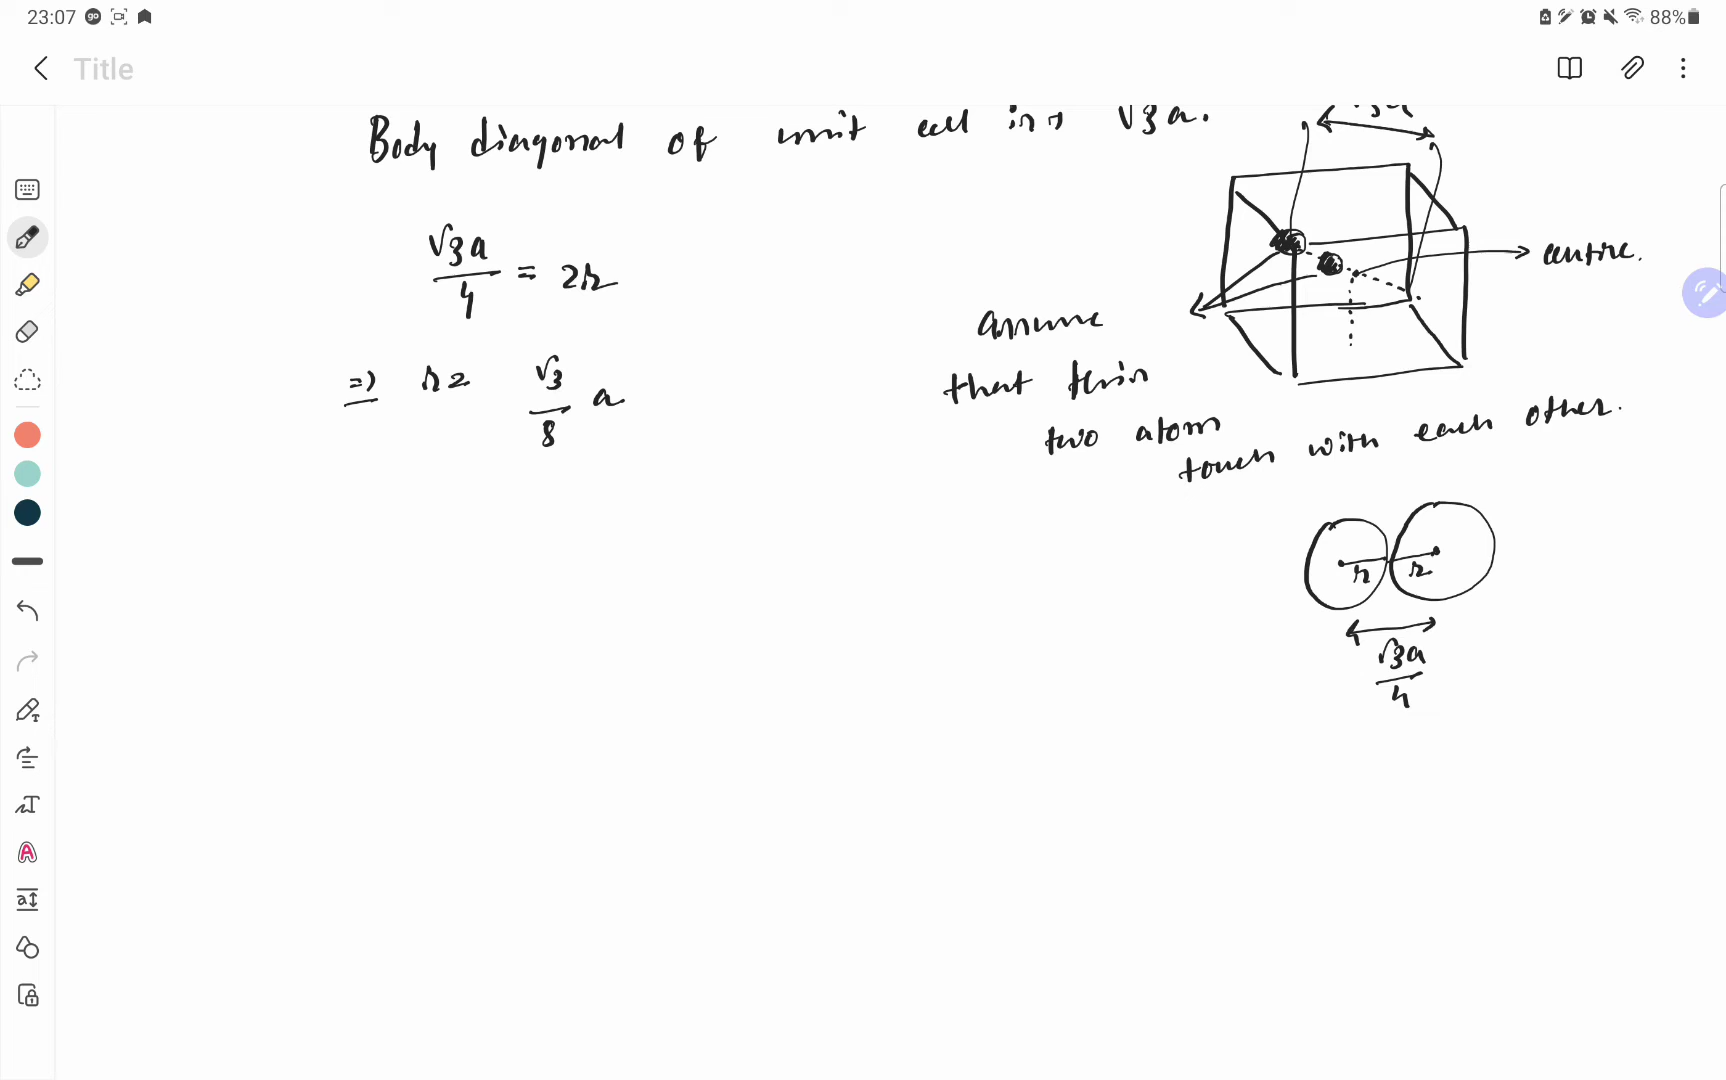 23:07
88%
Title
Body diagonal of unit cell is → √3 a.
√3a
√3a/4 = 2r
centre.
=) r = √3/8 a
assume
that
two atom
touch with each other.
r r
√3a/4